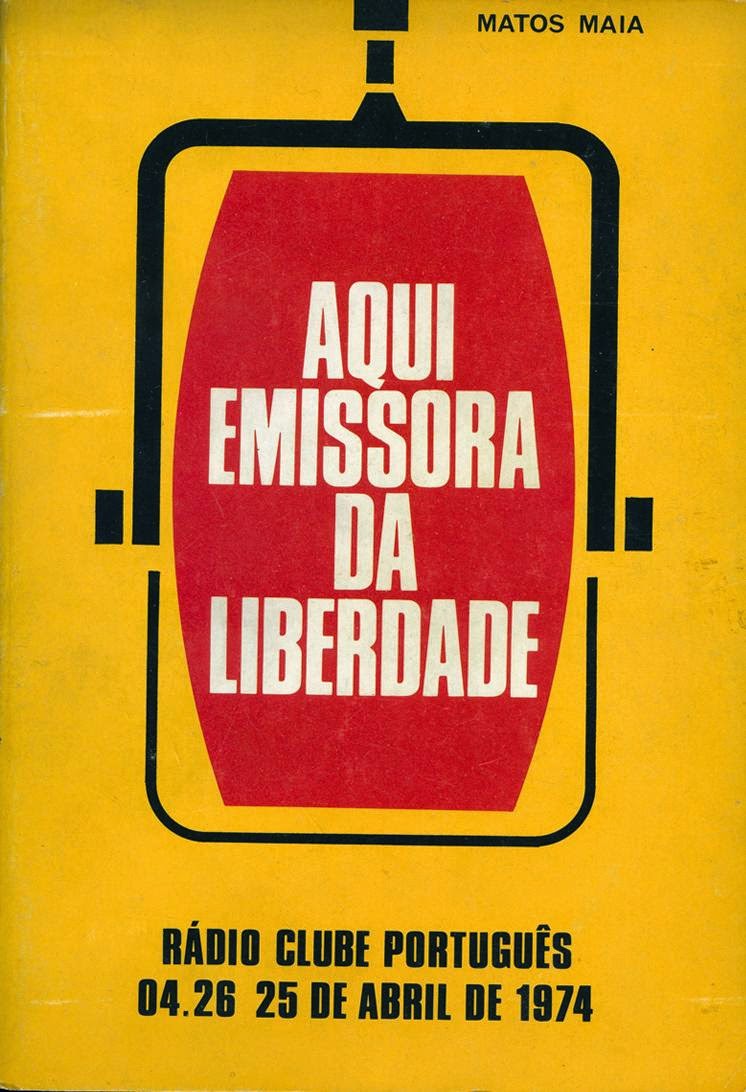 MATOS MAIA
AQUI
EMISSORA
DA
LIBERDADE
RÁDIO CLUBE PORTUGUÊS
04.26 25 DE ABRIL DE 1974